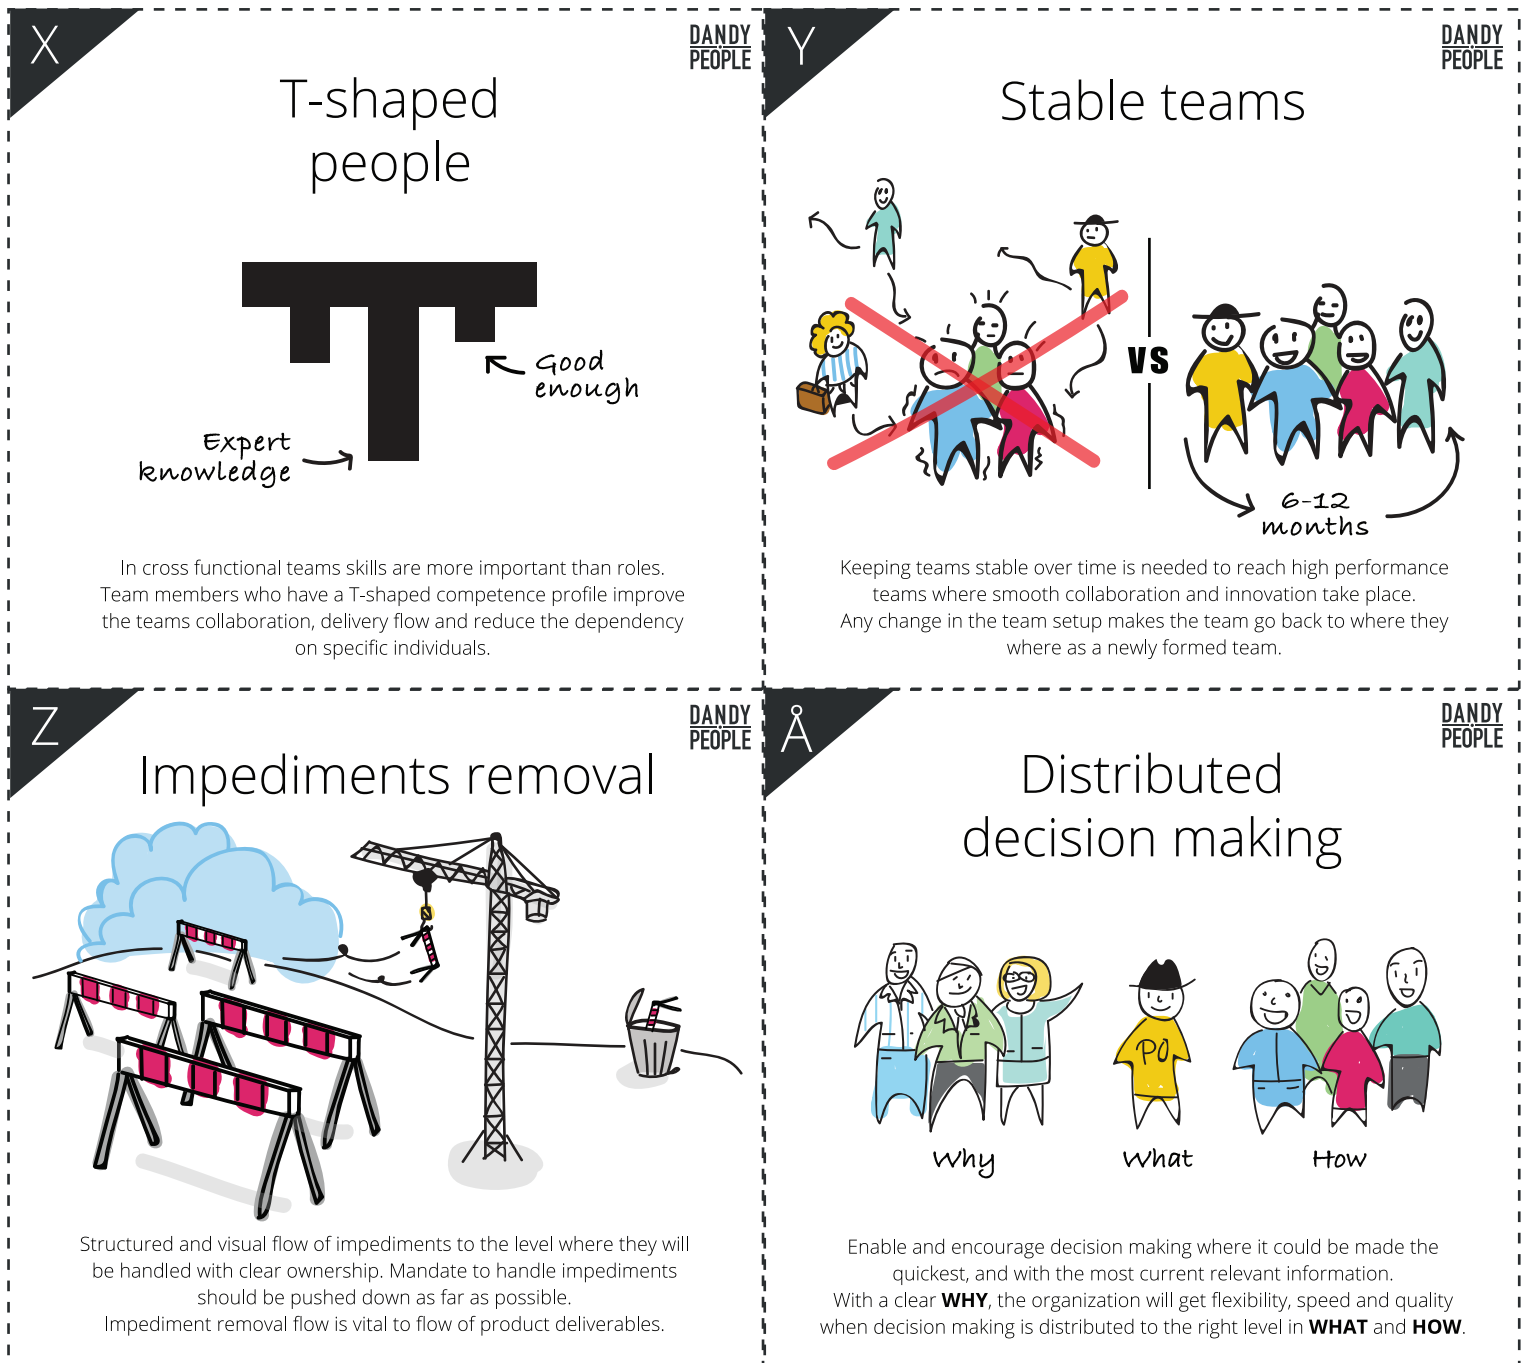 X
DANDY
PEOPLE
T-shaped
people
Good
enough
Expert
knowledge
In cross functional teams skills are more important than roles.
Team members who have a T-shaped competence profile improve
the teams collaboration, delivery flow and reduce the dependency
on specific individuals.
Y
DANDY
PEOPLE
Stable teams
VS
6-12
months
Keeping teams stable over time is needed to reach high performance
teams where smooth collaboration and innovation take place.
Any change in the team setup makes the team go back to where they
where as a newly formed team.
Z
DANDY
PEOPLE
Impediments removal
Structured and visual flow of impediments to the level where they will
be handled with clear ownership. Mandate to handle impediments
should be pushed down as far as possible.
Impediment removal flow is vital to flow of product deliverables.
Å
DANDY
PEOPLE
Distributed
decision making
PO
Why
What
How
Enable and encourage decision making where it could be made the
quickest, and with the most current relevant information.
With a clear WHY, the organization will get flexibility, speed and quality
when decision making is distributed to the right level in WHAT and HOW.